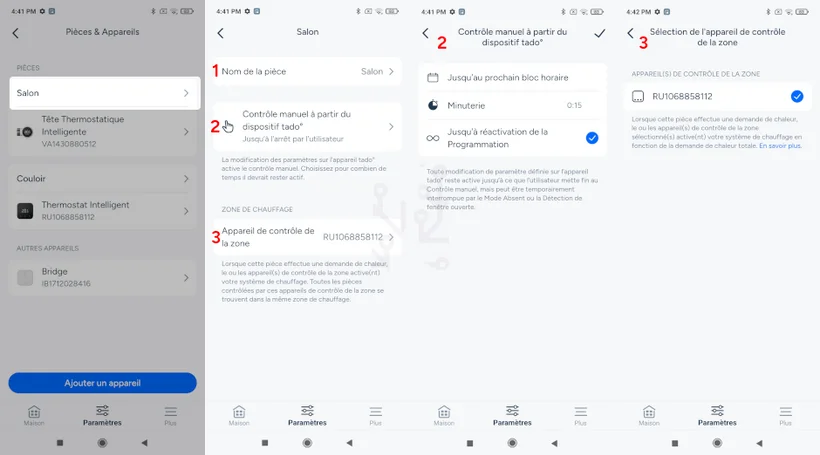 4:41 PM
Pièces & Appareils
PIÈCES
Salon
Tête Thermostatique
Intelligente
VA1430880512
Couloir
Thermostat Intelligent
RU1068858112
AUTRES APPAREILS
Bridge
IB1712028416
Ajouter un appareil
Maison
Paramètres
Plus
4:41 PM
Salon
1
Nom de la pièce
Salon
2
Contrôle manuel à partir du
dispositif tado°
Jusqu'à l'arrêt par l'utilisateur
La modification des paramètres sur l'appareil tado°
active le contrôle manuel. Choisissez pour combien de
temps il devrait rester actif.
ZONE DE CHAUFFAGE
3
Appareil de contrôle de
la zone
RU1068858112
Lorsque cette pièce effectue une demande de chaleur,
le ou les appareil(s) de contrôle de la zone active(nt)
votre système de chauffage. Toutes les pièces
contrôlées par ces appareils de contrôle de la zone se
trouvent dans la même zone de chauffage.
Maison
Paramètres
Plus
4:41 PM
2
Contrôle manuel à partir du
dispositif tado°
Jusqu'au prochain bloc horaire
Minuterie
0:15
Jusqu'à réactivation de la
Programmation
Toute modification de paramètre définie sur l'appareil
tado° reste active jusqu'à ce que l'utilisateur mette fin au
Contrôle manuel, mais peut être temporairement
interrompue par le Mode Absent ou la Détection de
fenêtre ouverte.
Maison
Paramètres
Plus
4:42 PM
3
Sélection de l'appareil de contrôle
de la zone
APPAREIL(S) DE CONTRÔLE DE LA ZONE
RU1068858112
Lorsque cette pièce effectue une demande de chaleur,
le ou les appareil(s) de contrôle de la zone
sélectionné(s) active(nt) votre système de chauffage en
fonction de la demande de chaleur totale. En savoir plus.
Maison
Paramètres
Plus